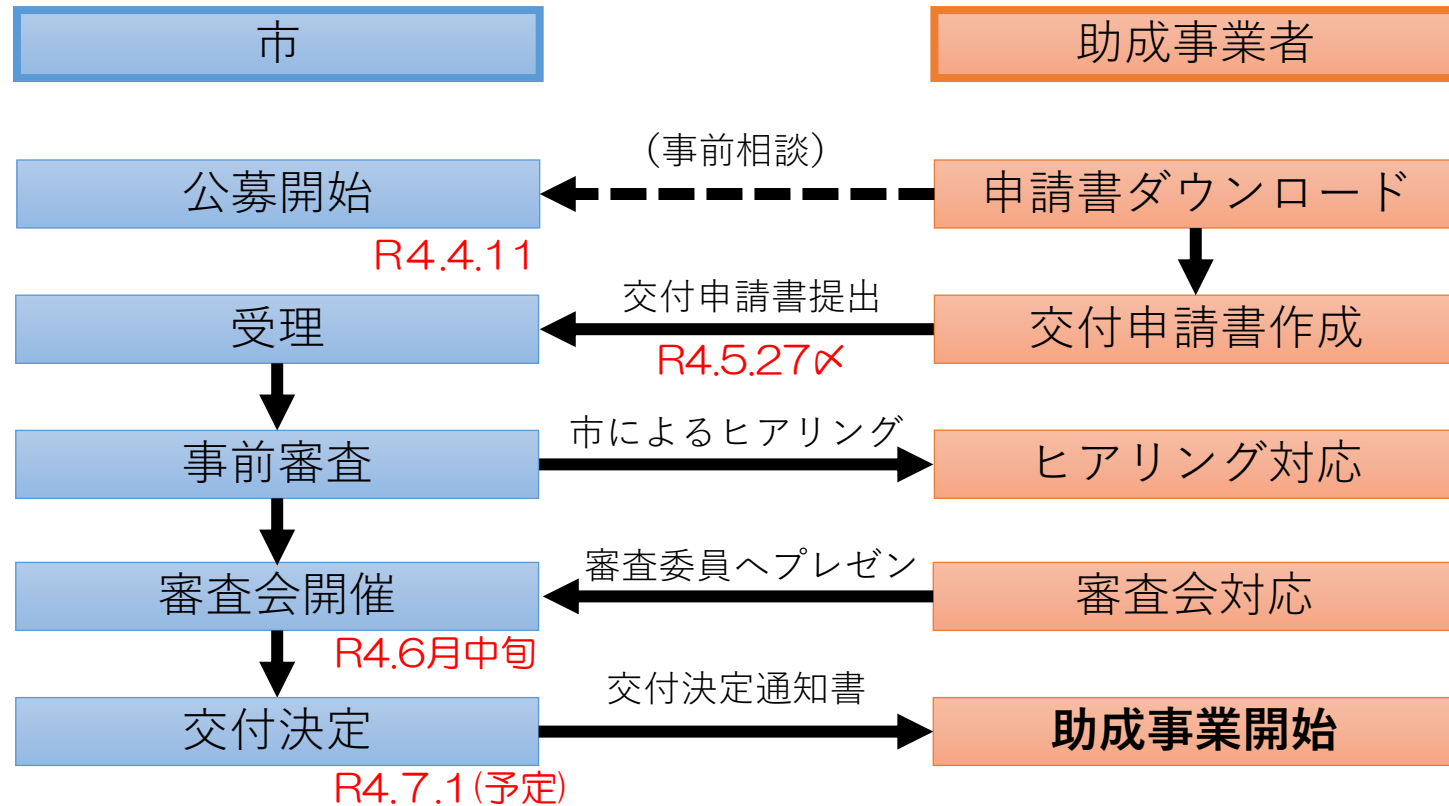 市
助成事業者
(事前相談)
公募開始
申請書ダウンロード
R4.4.11
交付申請書提出
受理
交付申請書作成
R4.5.27〆
市によるヒアリング
事前審査
ヒアリング対応
審査委員へプレゼン
審査会開催
審査会対応
R4.6月中旬
交付決定通知書
交付決定
助成事業開始
R4.7.1(予定)